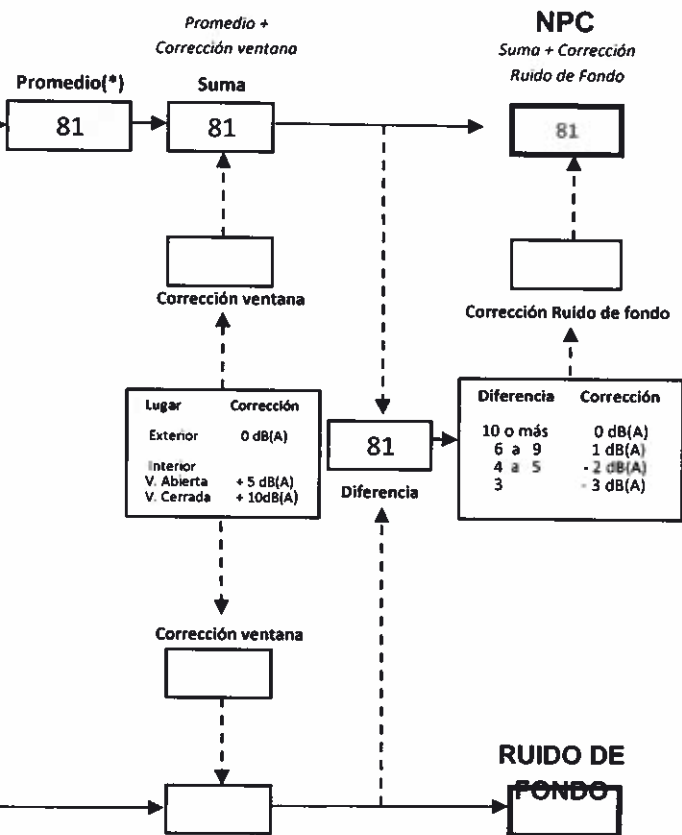 Promedio +
Corrección ventana
NPC
Suma + Corrección
Ruido de Fondo
Promedio(*)
Suma
81
81
81
Corrección ventana
Corrección Ruido de fondo
Lugar Corrección
Exterior 0 dB(A)
Interior
V. Abierta + 5 dB(A)
V. Cerrada + 10dB(A)
81
Diferencia
Diferencia Corrección
10 o más 0 dB(A)
6 a 9 1 dB(A)
4 a 5 - 2 dB(A)
3 - 3 dB(A)
Corrección ventana
RUIDO DE
FONDO